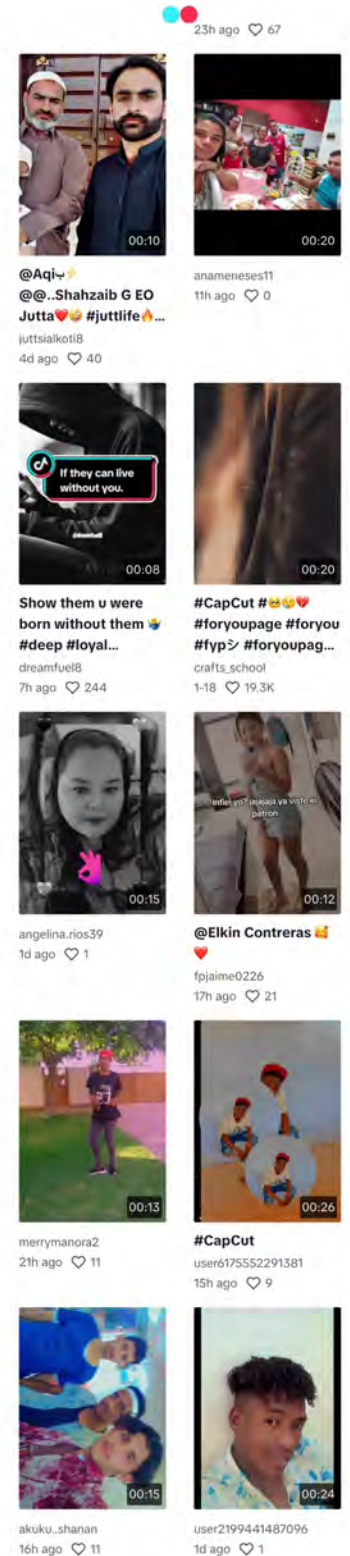 23h ago ♡ 67
00:10
00:20
@Aqiب⚡
@@..Shahzaib G EO
Jutta❤️🤣 #juttlife🔥...
juttsialkoti8
4d ago ♡ 40
anameneses11
11h ago ♡ 0
If they can live
without you.
@dreamfuel8
00:08
00:20
Show them u were
born without them 🤷‍♂️
#deep #loyal...
dreamfuel8
7h ago ♡ 244
#CapCut #🥹😢💔
#foryoupage #foryou
#fypシ #foryoupag...
crafts_school
1-18 ♡ 19.3K
00:15
Infiel yo? jajajaja ya viste el
patrón
00:12
angelina.rios39
1d ago ♡ 1
@Elkin Contreras 🥰
❤️
fpjaime0226
17h ago ♡ 21
00:13
00:26
merrymanora2
21h ago ♡ 11
#CapCut
user6175552291381
15h ago ♡ 9
00:15
00:24
akuku..shanan
16h ago ♡ 11
user2199441487096
1d ago ♡ 1